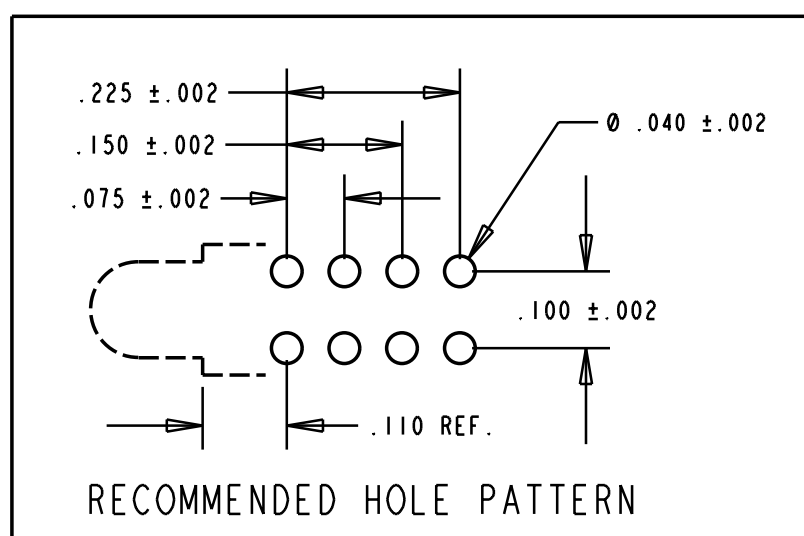 .225 ±.002
Ø .040 ±.002
.150 ±.002
.075 ±.002
.100 ±.002
.110 REF.
RECOMMENDED HOLE PATTERN